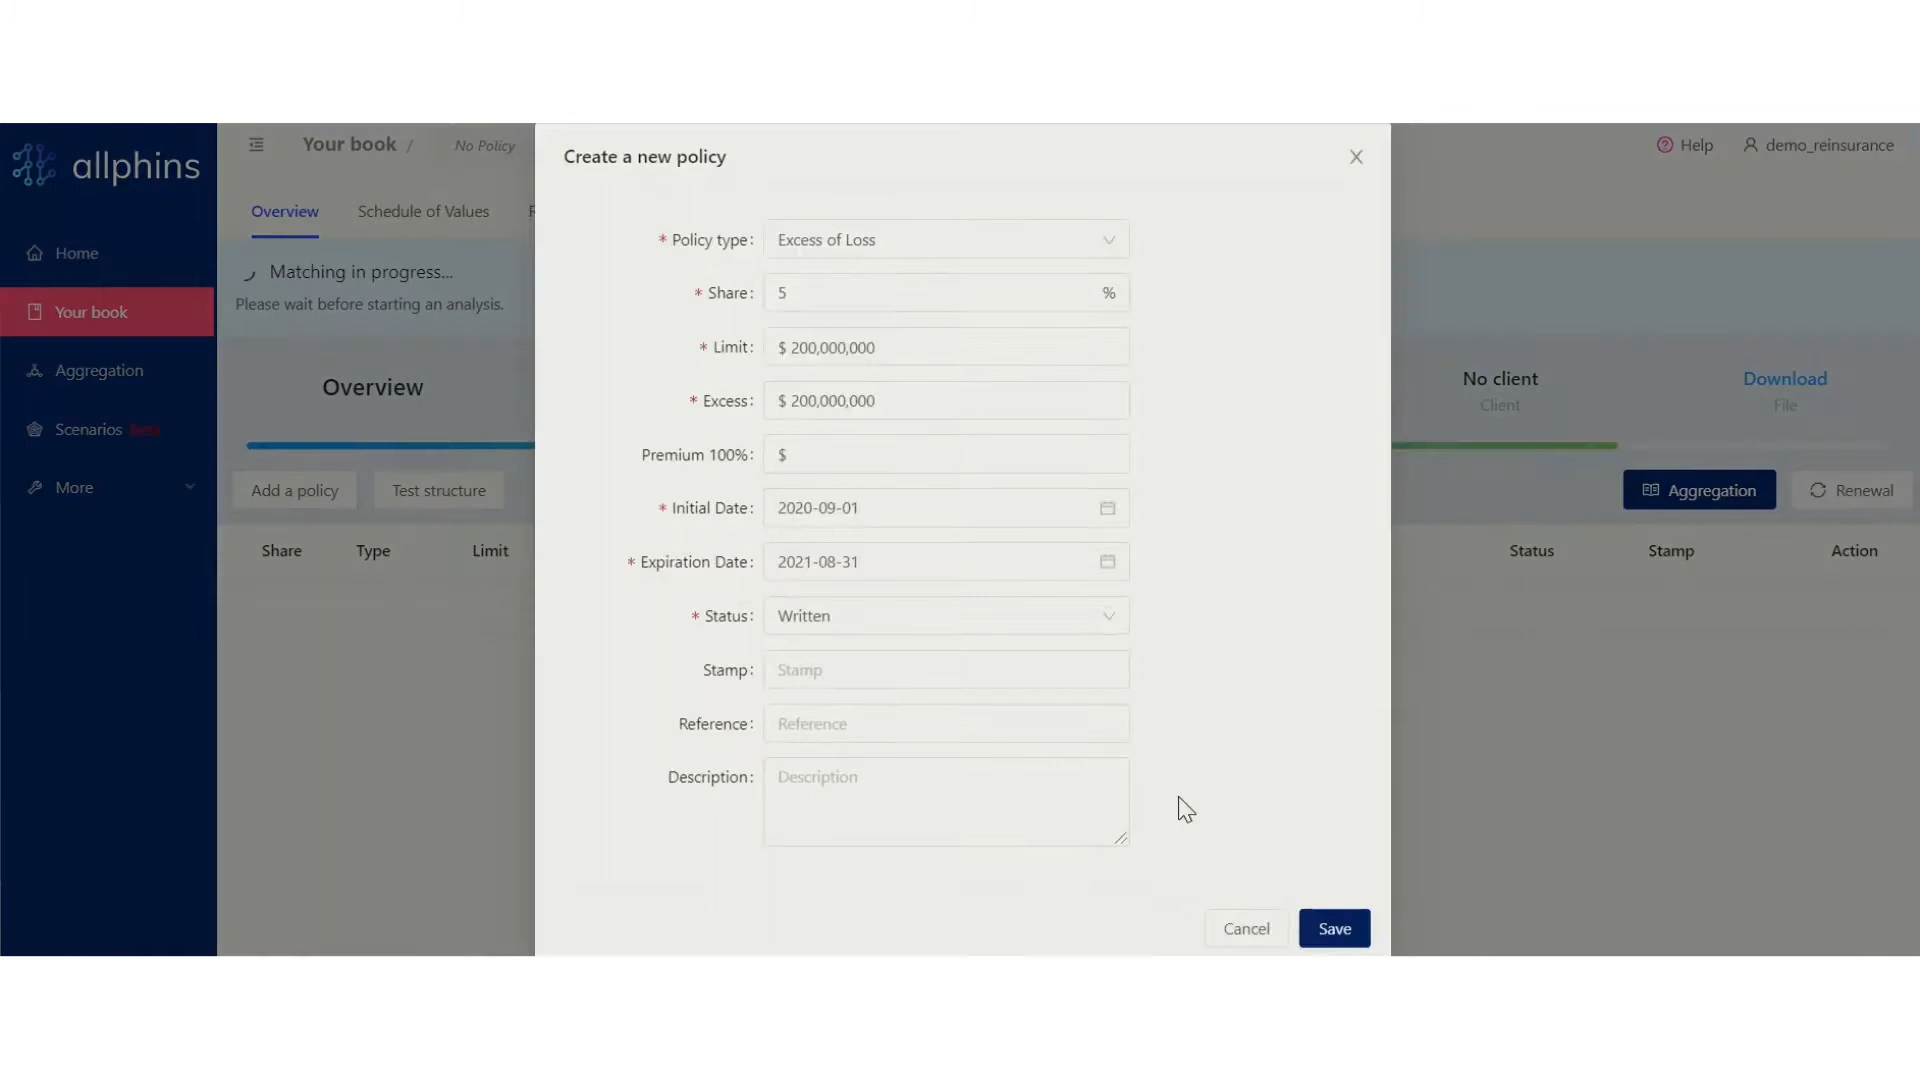 allphins
Home
Your book
Aggregation
Scenarios Beta
More
Your book / No Policy
Help demo_reinsurance
Overview Schedule of Values
Matching in progress...
Please wait before starting an analysis.
Overview
No client
Client
Download
File
Add a policy Test structure
Aggregation Renewal
Share Type Limit Status Stamp Action
Create a new policy
* Policy type: Excess of Loss
* Share: 5 %
* Limit: $ 200,000,000
* Excess: $ 200,000,000
Premium 100%: $
* Initial Date: 2020-09-01
* Expiration Date: 2021-08-31
* Status: Written
Stamp: Stamp
Reference: Reference
Description: Description
Cancel Save